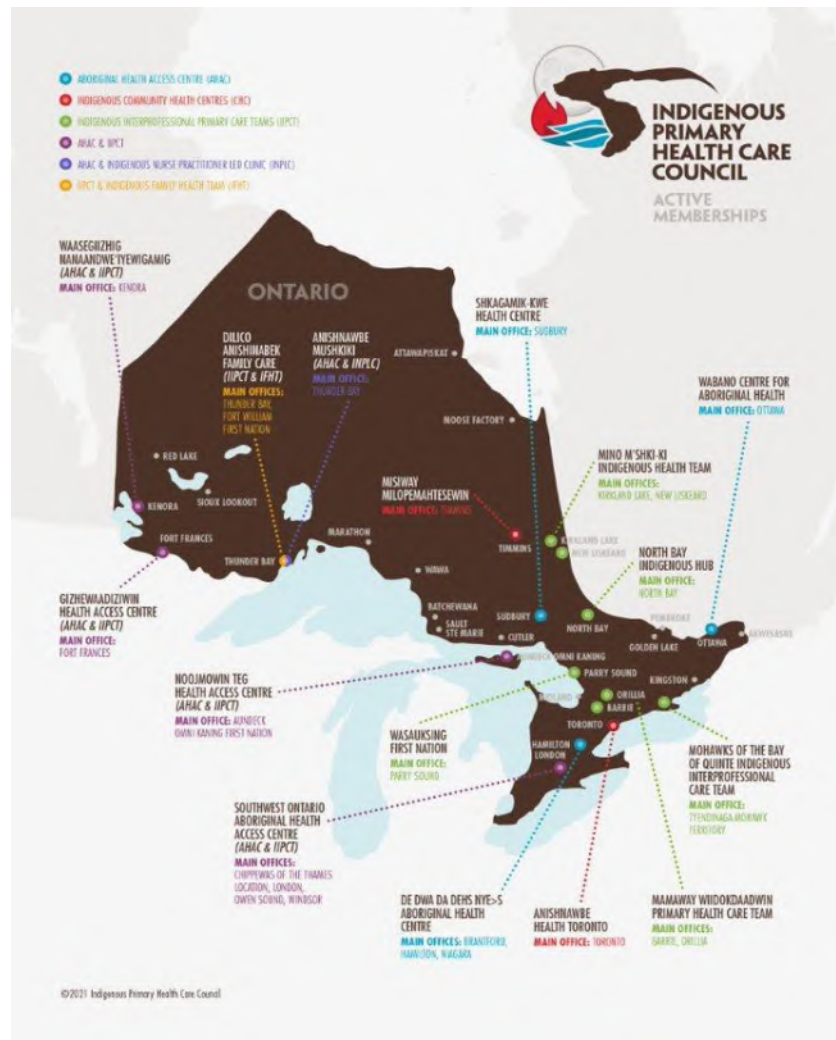 ABORIGINAL HEALTH ACCESS CENTRE (AHAC)
INDIGENOUS COMMUNITY HEALTH CENTRES (CHC)
INDIGENOUS INTERPROFESSIONAL PRIMARY CARE TEAMS (IIPCT)
AHAC & IIPCT
AHAC & INDIGENOUS NURSE PRACTITIONER LED CLINIC (INPLC)
IIPCT & INDIGENOUS FAMILY HEALTH TEAM (IFHT)
INDIGENOUS
PRIMARY
HEALTH CARE
COUNCIL
ACTIVE
MEMBERSHIPS
WAASEGIIZHIG
NANAANDWE'IYEWIGAMIG
(AHAC & IIPCT)
MAIN OFFICE: KENORA
ONTARIO
DILICO
ANISHINABEK
FAMILY CARE
(IIPCT & IFHT)
MAIN OFFICES:
THUNDER BAY,
FORT WILLIAM
FIRST NATION
ANISHNAWBE
MUSHKIKI
(AHAC & INPLC)
MAIN OFFICE:
THUNDER BAY
SHKAGAMIK-KWE
HEALTH CENTRE
MAIN OFFICE: SUDBURY
WABANO CENTRE FOR
ABORIGINAL HEALTH
MAIN OFFICE: OTTAWA
ATTAWAPISKAT
MOOSE FACTORY
MINO M'SHKI-KI
INDIGENOUS HEALTH TEAM
MAIN OFFICES:
KIRKLAND LAKE, NEW LISKEARD
RED LAKE
SIOUX LOOKOUT
KENORA
FORT FRANCES
THUNDER BAY
MARATHON
WAWA
MISIWAY
MILOPEMAHTESEWIN
MAIN OFFICE: TIMMINS
TIMMINS
KIRKLAND LAKE
NEW LISKEARD
NORTH BAY
INDIGENOUS HUB
MAIN OFFICE:
NORTH BAY
GIZHEWAADIZIWIN
HEALTH ACCESS CENTRE
(AHAC & IIPCT)
MAIN OFFICE:
FORT FRANCES
BATCHEWANA
SAULT
STE MARIE
CUTLER
SUDBURY
NORTH BAY
PEMBROKE
GOLDEN LAKE
OTTAWA
AKWESASNE
AUNDECK OMNI KANING
PARRY SOUND
KINGSTON
MIDLAND
ORILLIA
BARRIE
TORONTO
HAMILTON
LONDON
NOOJMOWIN TEG
HEALTH ACCESS CENTRE
(AHAC & IIPCT)
MAIN OFFICE: AUNDECK
OMNI KANING FIRST NATION
WASAUKSING
FIRST NATION
MAIN OFFICE:
PARRY SOUND
MOHAWKS OF THE BAY
OF QUINTE INDIGENOUS
INTERPROFESSIONAL
CARE TEAM
MAIN OFFICE:
TYENDINAGA MOHAWK
TERRITORY
SOUTHWEST ONTARIO
ABORIGINAL HEALTH
ACCESS CENTRE
(AHAC & IIPCT)
MAIN OFFICES:
CHIPPEWAS OF THE THAMES
LOCATION, LONDON,
OWEN SOUND, WINDSOR
DE DWA DA DEHS NYE>S
ABORIGINAL HEALTH
CENTRE
MAIN OFFICES: BRANTFORD,
HAMILTON, NIAGARA
ANISHNAWBE
HEALTH TORONTO
MAIN OFFICE: TORONTO
MAMAWAY WIIDOKDAADWIN
PRIMARY HEALTH CARE TEAM
MAIN OFFICES:
BARRIE, ORILLIA
©2021 Indigenous Primary Health Care Council